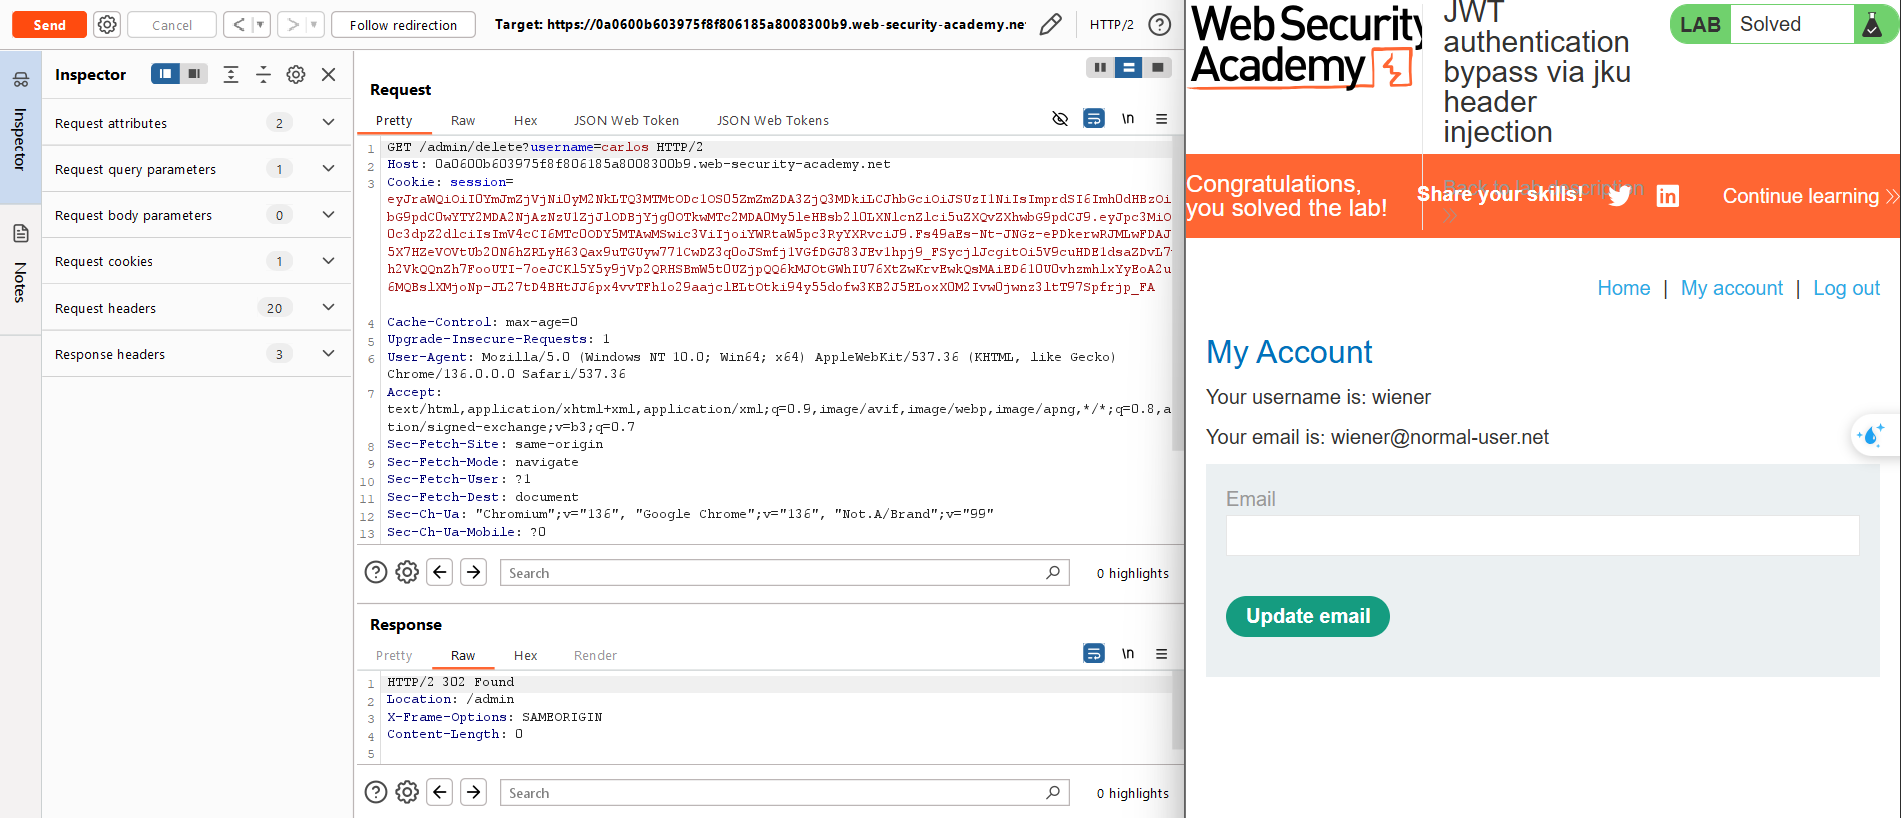 Send
Cancel
Follow redirection
Target: https://0a0600b603975f8f806185a8008300b9.web-security-academy.ne
HTTP/2
Inspector
Notes
Inspector
Request attributes 2
Request query parameters 1
Request body parameters 0
Request cookies 1
Request headers 20
Response headers 3
Request
Pretty Raw Hex JSON Web Token JSON Web Tokens
\n
1 GET /admin/delete?username=carlos HTTP/2
2 Host: 0a0600b603975f8f806185a8008300b9.web-security-academy.net
3 Cookie: session=
4 Cache-Control: max-age=0
5 Upgrade-Insecure-Requests: 1
6 User-Agent: Mozilla/5.0 (Windows NT 10.0; Win64; x64) AppleWebKit/537.36 (KHTML, like Gecko)
Chrome/136.0.0.0 Safari/537.36
7 Accept:
text/html,application/xhtml+xml,application/xml;q=0.9,image/avif,image/webp,image/apng,*/*;q=0.8,a
tion/signed-exchange;v=b3;q=0.7
8 Sec-Fetch-Site: same-origin
9 Sec-Fetch-Mode: navigate
10 Sec-Fetch-User: ?1
11 Sec-Fetch-Dest: document
12 Sec-Ch-Ua: "Chromium";v="136", "Google Chrome";v="136", "Not.A/Brand";v="99"
13 Sec-Ch-Ua-Mobile: ?0
Search
0 highlights
Response
Pretty Raw Hex Render
\n
1 HTTP/2 302 Found
2 Location: /admin
3 X-Frame-Options: SAMEORIGIN
4 Content-Length: 0
5
Search
0 highlights
Web Security
Academy
JWT
authentication
bypass via jku
header
injection
LAB Solved
Back to lab description
Congratulations,
you solved the lab!
Share your skills!
Continue learning
Home | My account | Log out
My Account
Your username is: wiener
Your email is: wiener@normal-user.net
Email
Update email